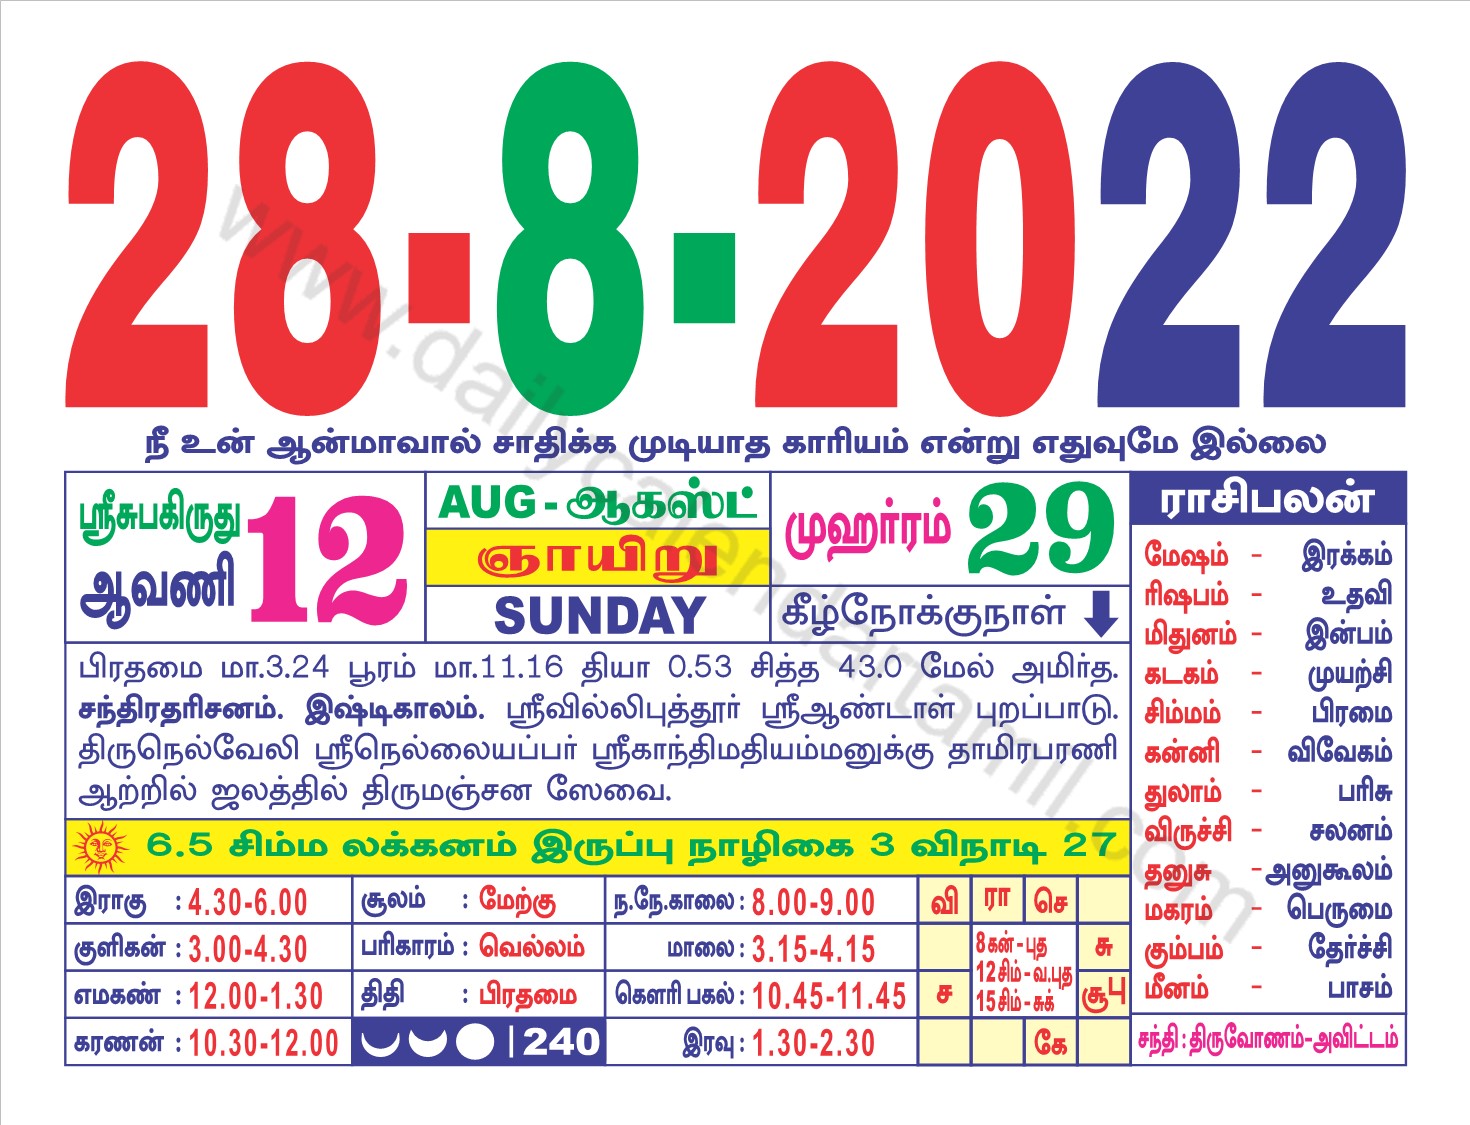 28-8-2022
நீ உன் ஆன்மாவால் சாதிக்க முடியாத காரியம் என்று எதுவுமே இல்லை
ஸ்ரீசுபகிருது
ஆவணி 12
AUG - ஆகஸ்ட்
ஞாயிறு
SUNDAY
முஹர்ரம் 29
கீழ்நோக்குநாள்
பிரதமை மா.3.24 பூரம் மா.11.16 தியா 0.53 சித்த 43.0 மேல் அமிர்த.
சந்திரதரிசனம். இஷ்டிகாலம். ஸ்ரீவில்லிபுத்தூர் ஸ்ரீஆண்டாள் புறப்பாடு.
திருநெல்வேலி ஸ்ரீநெல்லையப்பர் ஸ்ரீகாந்திமதியம்மனுக்கு தாமிரபரணி
ஆற்றில் ஜலத்தில் திருமஞ்சன ஸேவை.
6.5 சிம்ம லக்கனம் இருப்பு நாழிகை 3 விநாடி 27
இராகு : 4.30-6.00
குளிகன் : 3.00-4.30
எமகண் : 12.00-1.30
கரணன் : 10.30-12.00
சூலம் : மேற்கு
பரிகாரம் : வெல்லம்
திதி : பிரதமை
|240
ந.நே.காலை : 8.00-9.00
மாலை : 3.15-4.15
கௌரி பகல் : 10.45-11.45
இரவு : 1.30-2.30
வி ரா செ
8கன் - புத
12சிம் - வ.புத
15சிம் - சுக்
சு
ச
சூபு
கே
ராசிபலன்
மேஷம் - இரக்கம்
ரிஷபம் - உதவி
மிதுனம் - இன்பம்
கடகம் - முயற்சி
சிம்மம் - பிரமை
கன்னி - விவேகம்
துலாம் - பரிசு
விருச்சி - சலனம்
தனுசு - அனுகூலம்
மகரம் - பெருமை
கும்பம் - தேர்ச்சி
மீனம் - பாசம்
சந்தி : திருவோணம்-அவிட்டம்
www.dailycalendartamil.com